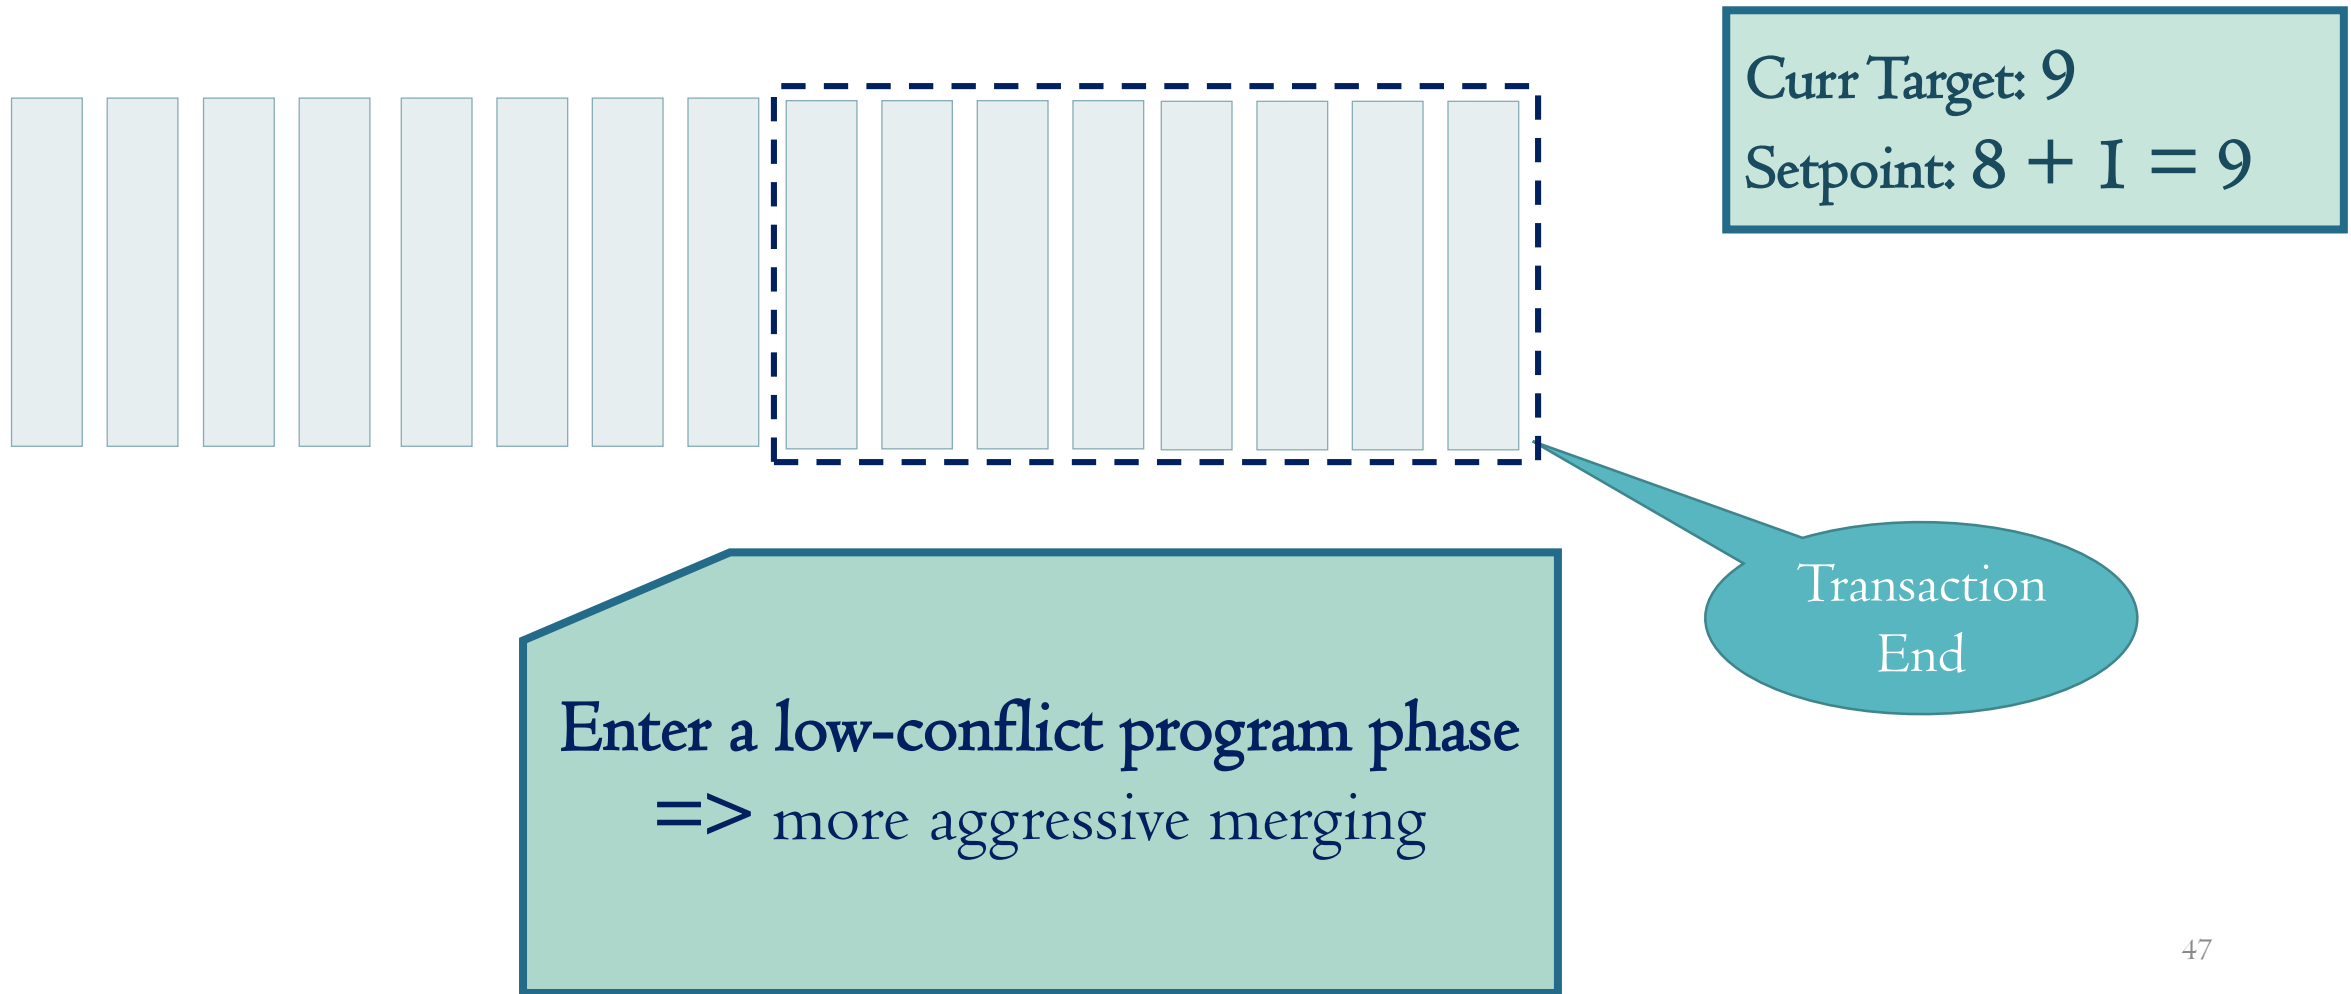 Curr Target: 9
Setpoint: 8 + 1 = 9
Transaction
End
Enter a low-conflict program phase
=> more aggressive merging
47